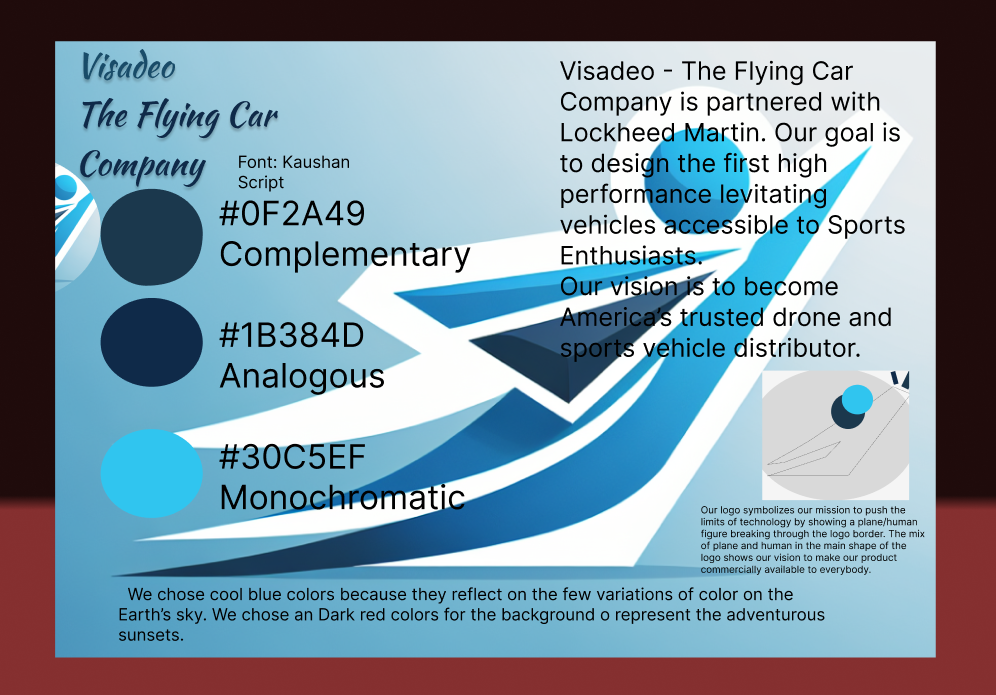 Visadeo
The Flying Car
Company
Font: Kaushan
Script
#0F2A49
Complementary
#1B384D
Analogous
#30C5EF
Monochromatic
Visadeo - The Flying Car
Company is partnered with
Lockheed Martin. Our goal is
to design the first high
performance levitating
vehicles accessible to Sports
Enthusiasts.
Our vision is to become
America's trusted drone and
sports vehicle distributor.
Our logo symbolizes our mission to push the
limits of technology by showing a plane/human
figure breaking through the logo border. The mix
of plane and human in the main shape of the
logo shows our vision to make our product
commercially available to everybody.
We chose cool blue colors because they reflect on the few variations of color on the
Earth's sky. We chose an Dark red colors for the background o represent the adventurous
sunsets.